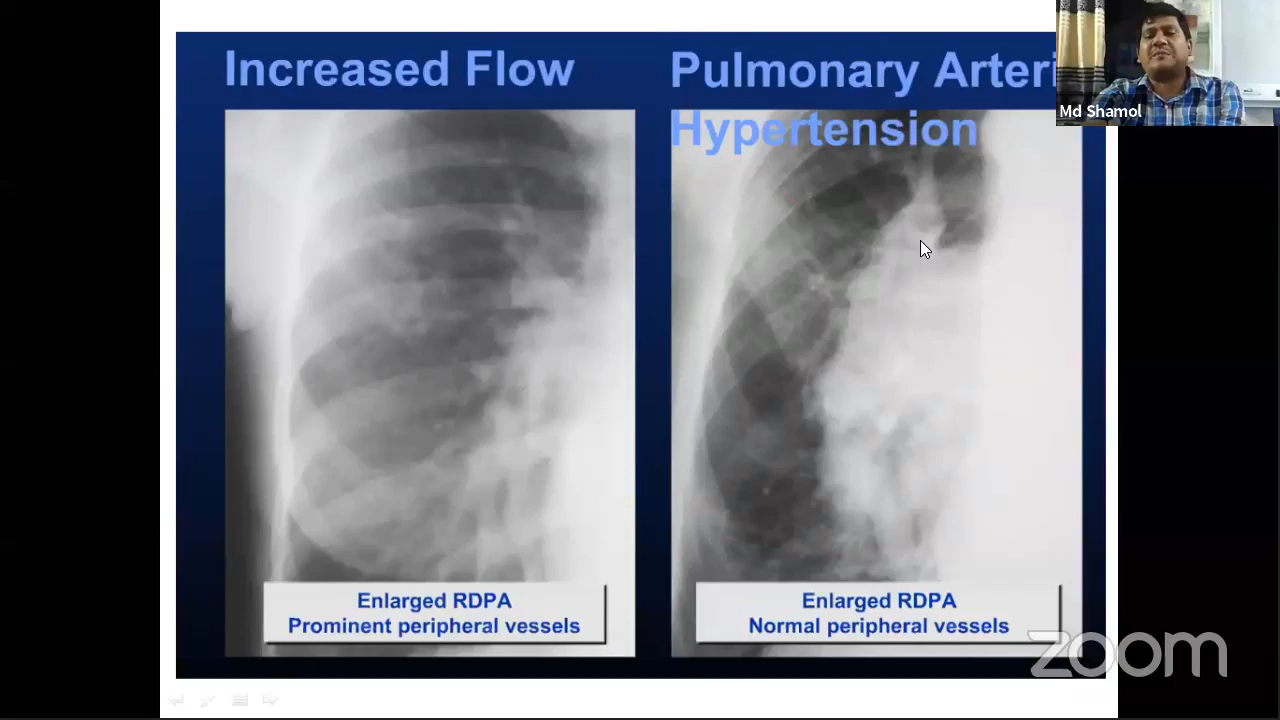 Increased Flow
Pulmonary Arteri
Hypertension
Md Shamol
Enlarged RDPA
Prominent peripheral vessels
Enlarged RDPA
Normal peripheral vessels
zoom